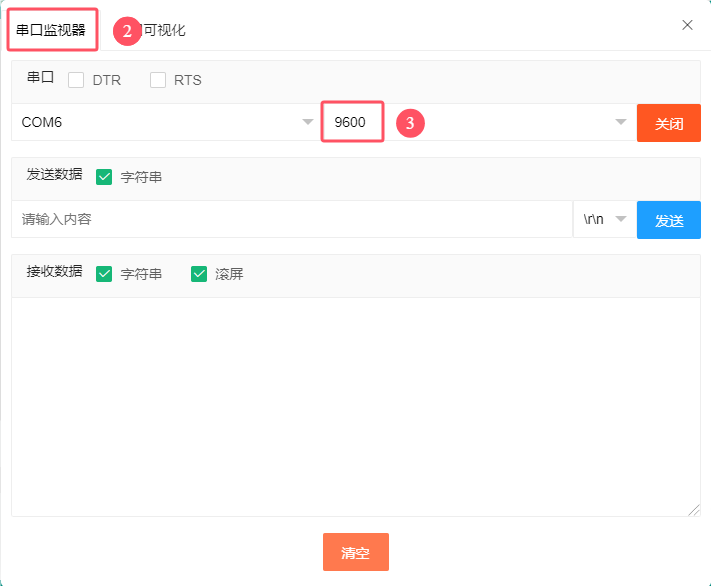 串口监视器 2 可视化
串口 DTR RTS
COM6 9600 3 关闭
发送数据 字符串
请输入内容 \r\n 发送
接收数据 字符串 滚屏
清空